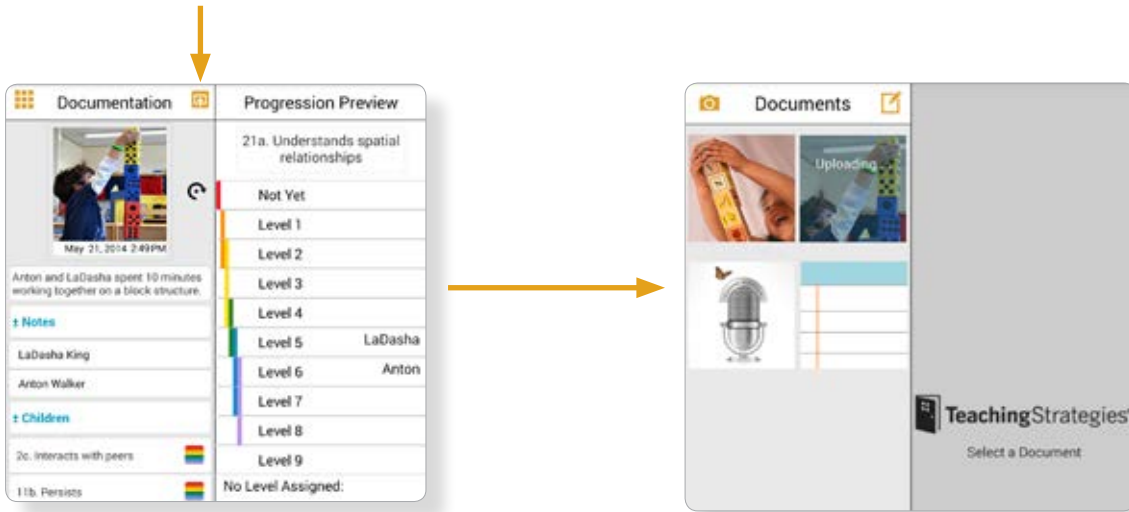 Documentation
May 21, 2014 2:49PM
Anton and LaDasha spent 10 minutes
working together on a block structure.
± Notes
LaDasha King
Anton Walker
± Children
2c. Interacts with peers
11b. Persists
Progression Preview
21a. Understands spatial
relationships
Not Yet
Level 1
Level 2
Level 3
Level 4
Level 5 LaDasha
Level 6 Anton
Level 7
Level 8
Level 9
No Level Assigned:
Documents
Uploading...
TeachingStrategies®
Select a Document